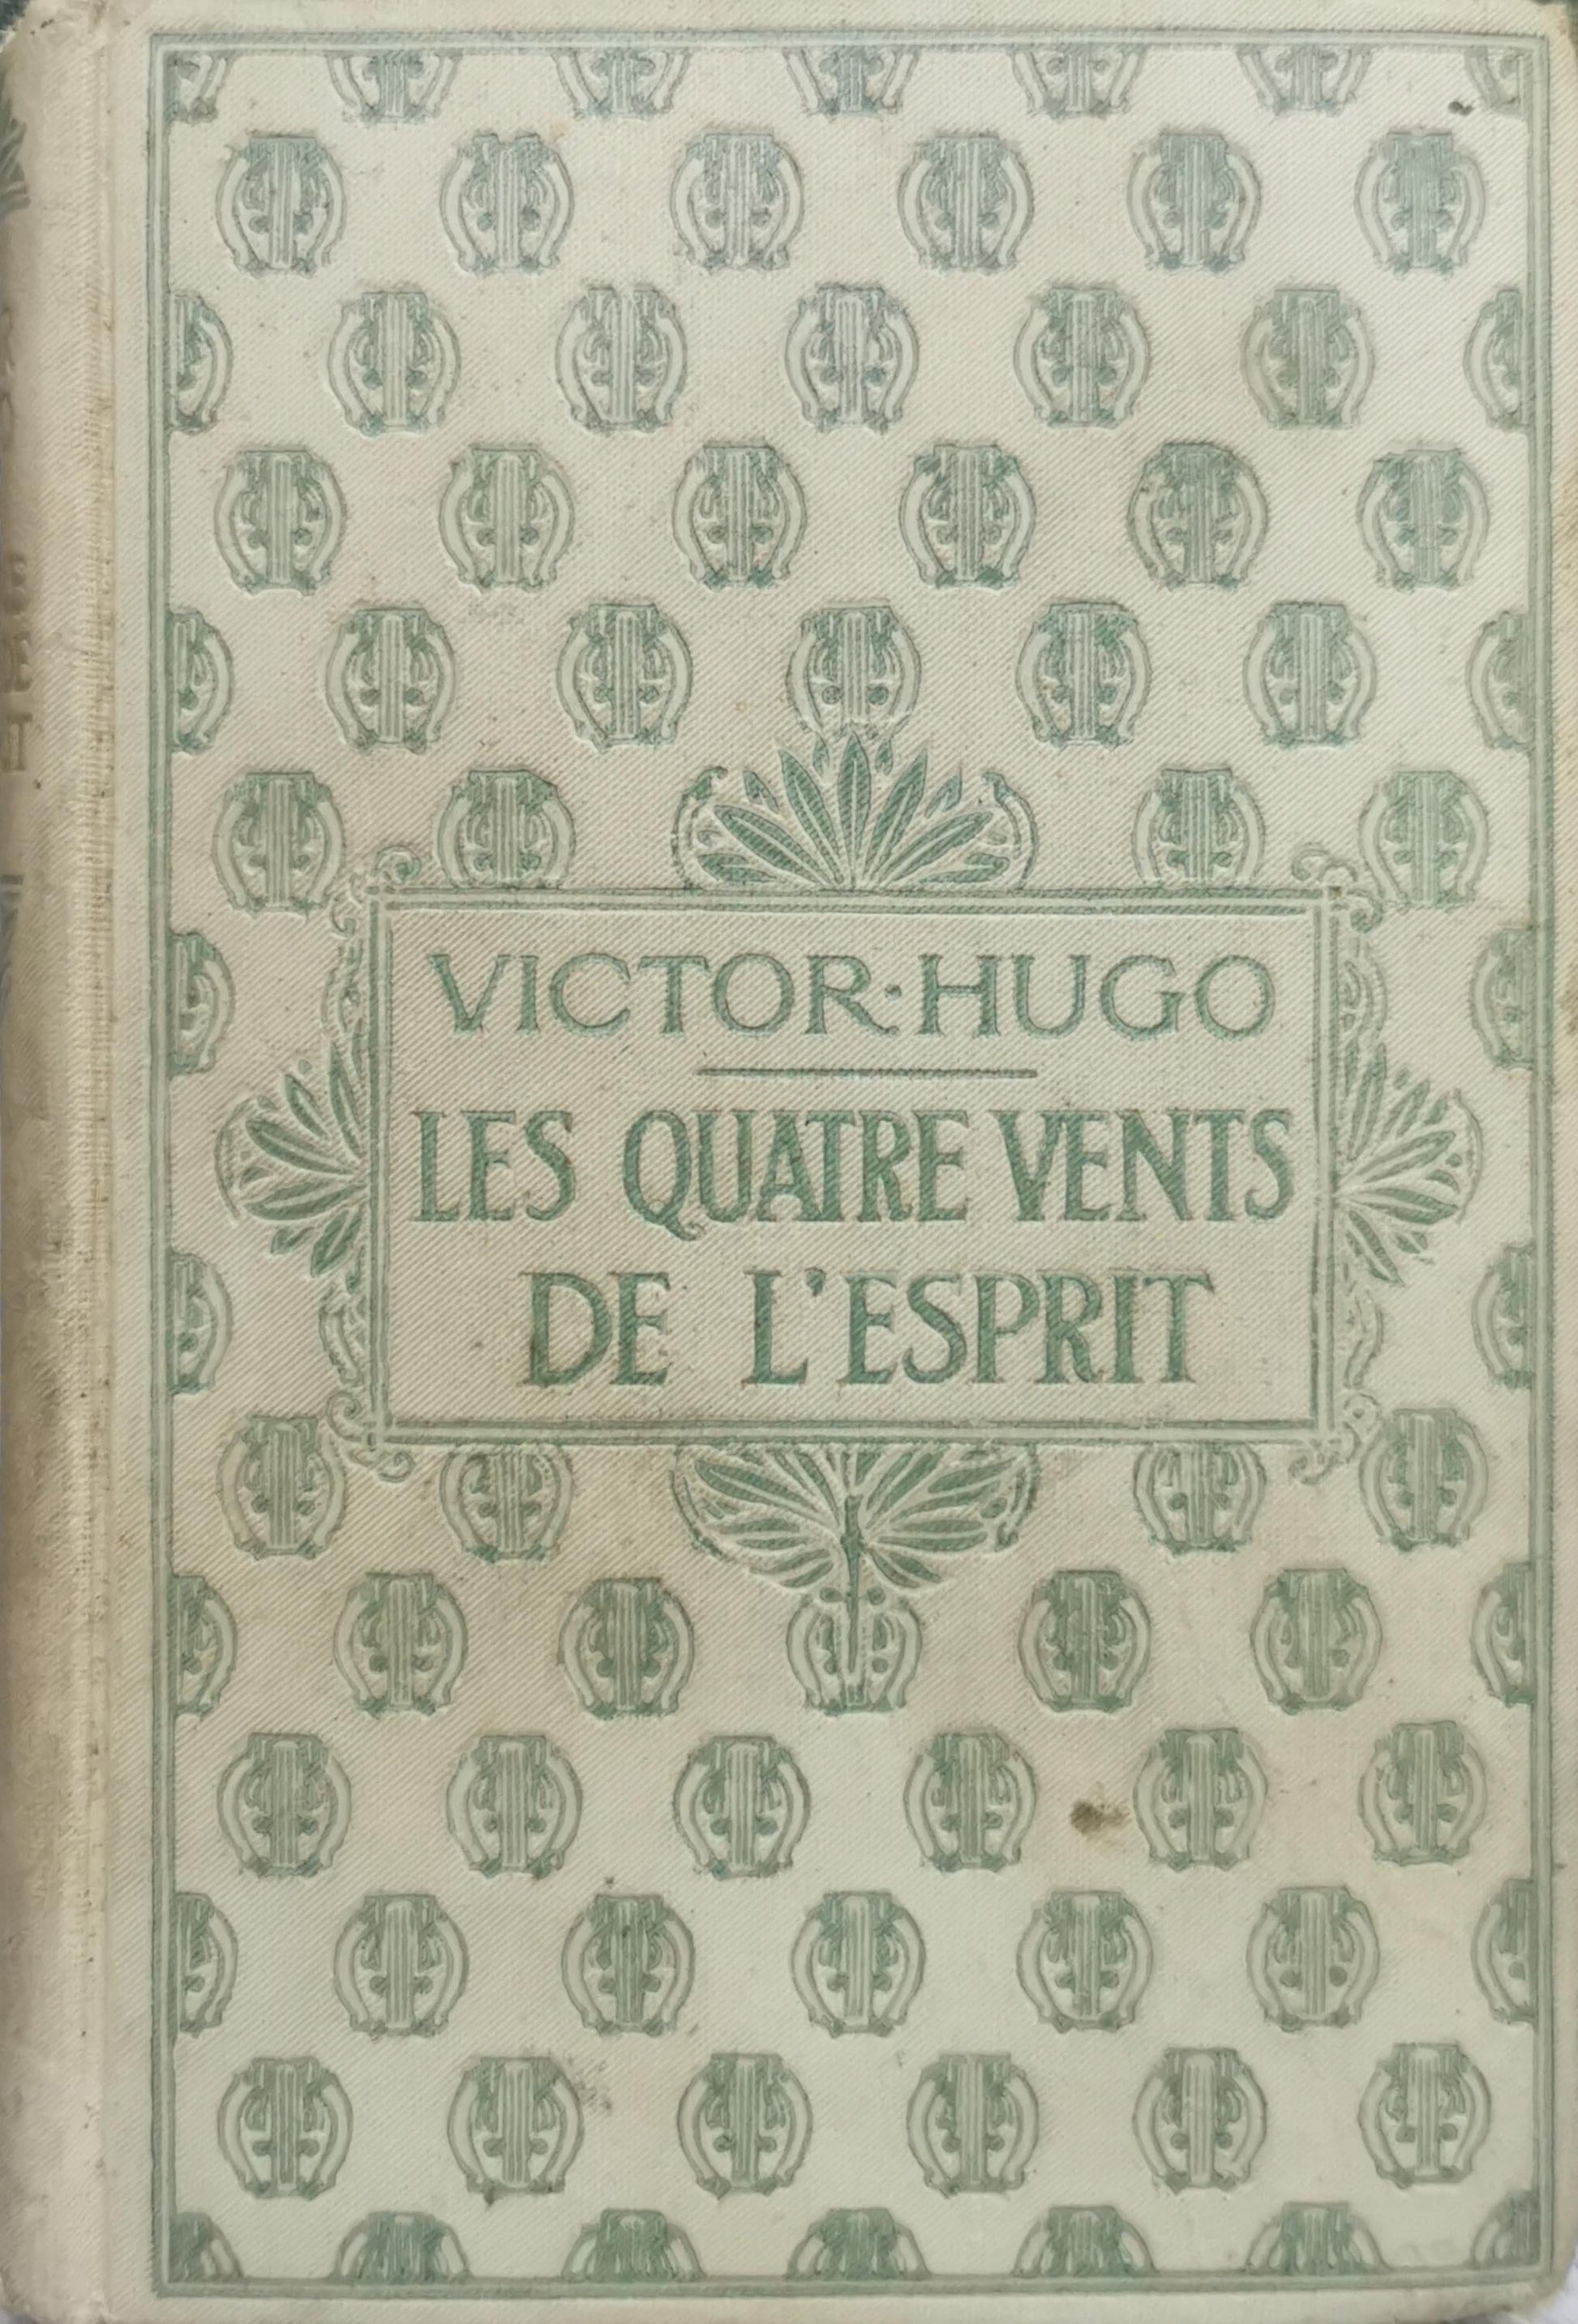 VICTOR·HUGO
LES QUATRE VENTS
DE L'ESPRIT